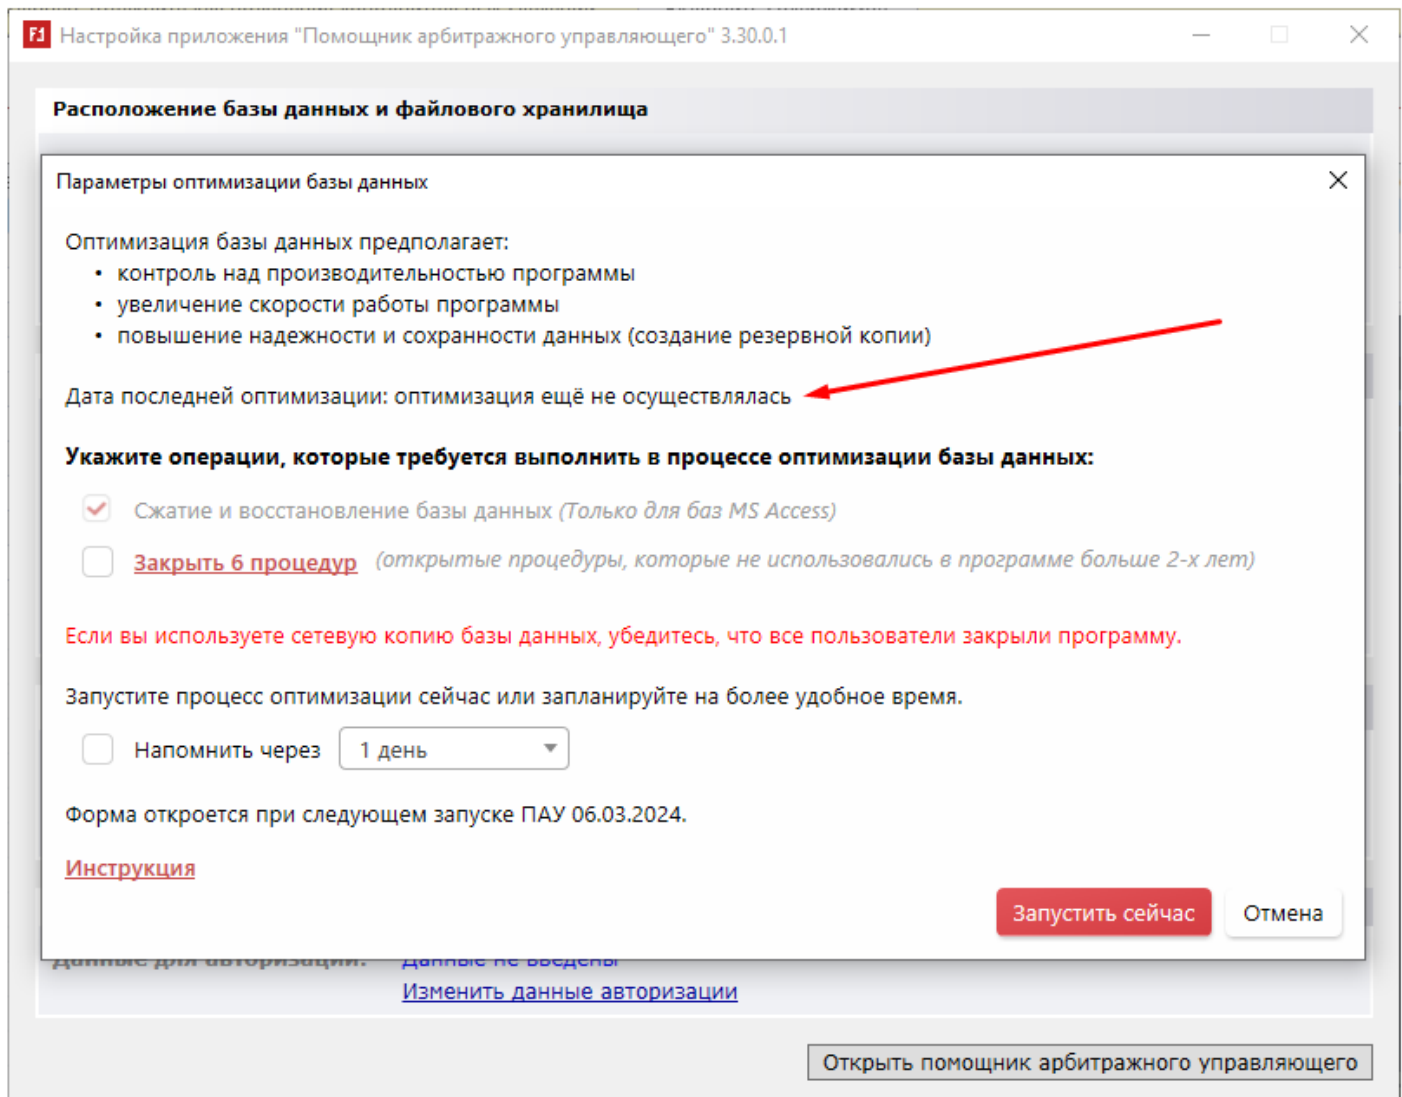 Настройка приложения "Помощник арбитражного управляющего" 3.30.0.1
Расположение базы данных и файлового хранилища
Параметры оптимизации базы данных
Оптимизация базы данных предполагает:
• контроль над производительностью программы
• увеличение скорости работы программы
• повышение надежности и сохранности данных (создание резервной копии)
Дата последней оптимизации: оптимизация ещё не осуществлялась
Укажите операции, которые требуется выполнить в процессе оптимизации базы данных:
Сжатие и восстановление базы данных (Только для баз MS Access)
Закрыть 6 процедур (открытые процедуры, которые не использовались в программе больше 2-х лет)
Если вы используете сетевую копию базы данных, убедитесь, что все пользователи закрыли программу.
Запустите процесс оптимизации сейчас или запланируйте на более удобное время.
Напомнить через 1 день
Форма откроется при следующем запуске ПАУ 06.03.2024.
Инструкция
Запустить сейчас Отмена
Данные для авторизации: Данные не введены
Изменить данные авторизации
Открыть помощник арбитражного управляющего